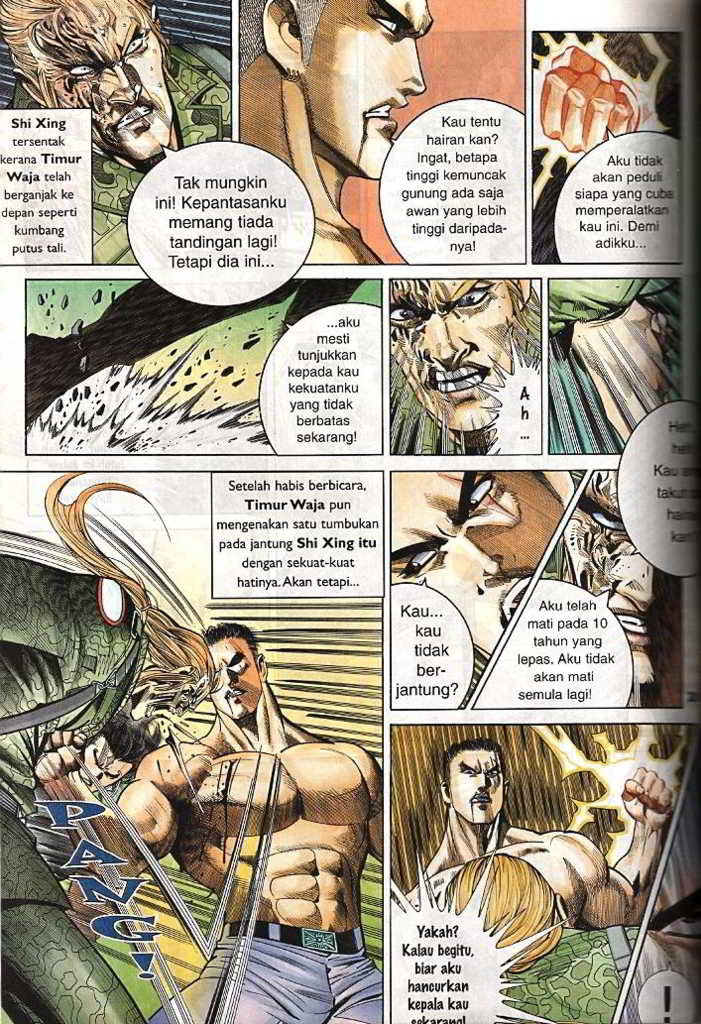 Shi Xing
tersentak
kerana Timur
Waja telah
berganjak ke
depan seperti
kumbang
putus tali.
Tak mungkin
ini! Kepantasanku
memang tiada
tandingan lagi!
Tetapi dia ini...
Kau tentu
hairan kan?
Ingat, betapa
tinggi kemuncak
gunung ada saja
awan yang lebih
tinggi daripada-
nya!
Aku tidak
akan peduli
siapa yang cuba
memperalatkan
kau ini. Demi
adikku...
...aku
mesti
tunjukkan
kepada kau
kekuatanku
yang tidak
berbatas
sekarang!
A
h
...
Kau
takut
Setelah habis berbicara,
Timur Waja pun
mengenakan satu tumbukan
pada jantung Shi Xing itu
dengan sekuat-kuat
hatinya. Akan tetapi...
PANG!
Kau...
kau
tidak
ber-
jantung?
Aku telah
mati pada 10
tahun yang
lepas. Aku tidak
akan mati
semula lagi!
Yakah?
Kalau begitu,
biar aku
hancurkan
kepala kau
sekarang!
!